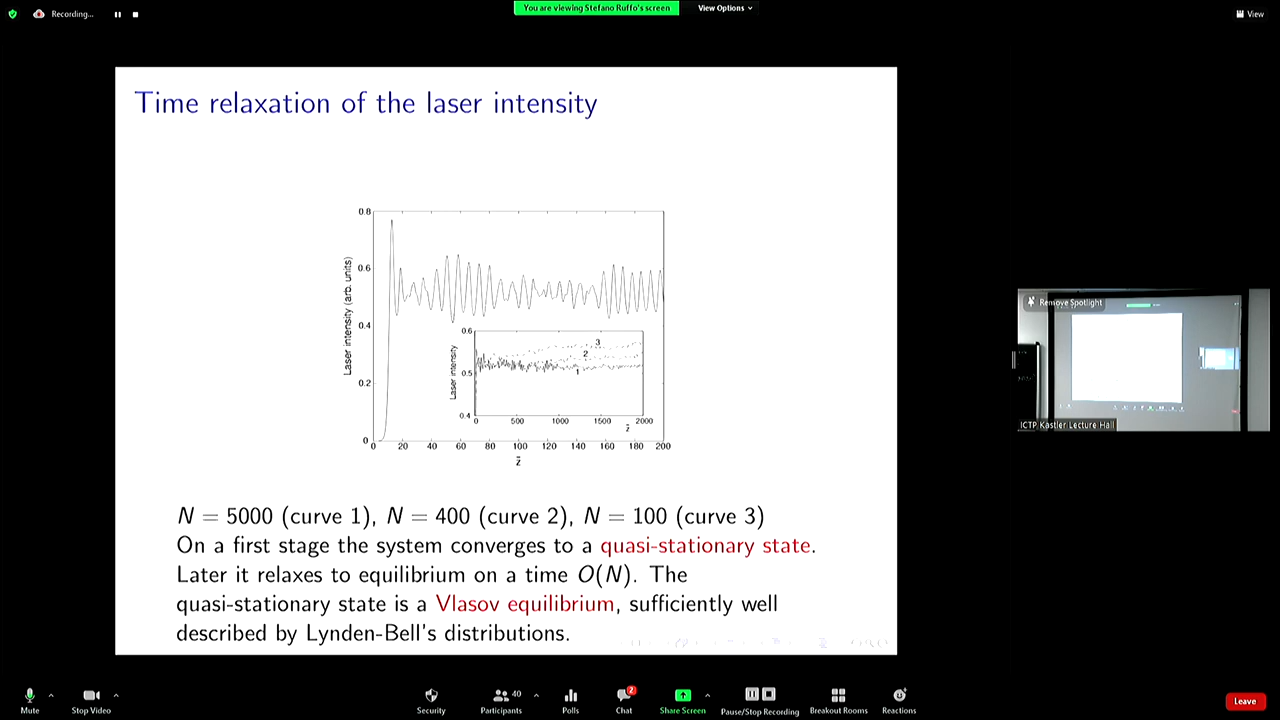 Recording...
You are viewing Stefano Ruffo's screen
View Options
View
Time relaxation of the laser intensity
0.8
0.6
0.4
0.2
0
Laser intensity (arb. units)
0 20 40 60 80 100 120 140 160 180 200
z̄
0.6
0.5
0.4
Laser intensity
3
2
1
0 500 1000 1500 2000
z̄
N = 5000 (curve 1), N = 400 (curve 2), N = 100 (curve 3)
On a first stage the system converges to a quasi-stationary state.
Later it relaxes to equilibrium on a time O(N). The
quasi-stationary state is a Vlasov equilibrium, sufficiently well
described by Lynden-Bell's distributions.
Remove Spotlight
ICTP Kastler Lecture Hall
Mute
Stop Video
Security
Participants
40
Polls
Chat
2
Share Screen
Pause/Stop Recording
Breakout Rooms
Reactions
Leave